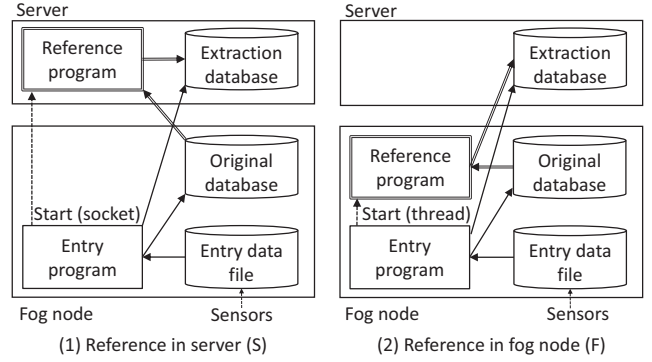 Server
Reference
program
Extraction
database
Original
database
Start (socket)
Entry
program
Entry data
file
Fog node
Sensors
(1) Reference in server (S)
Server
Extraction
database
Reference
program
Original
database
Start (thread)
Entry
program
Entry data
file
Fog node
Sensors
(2) Reference in fog node (F)